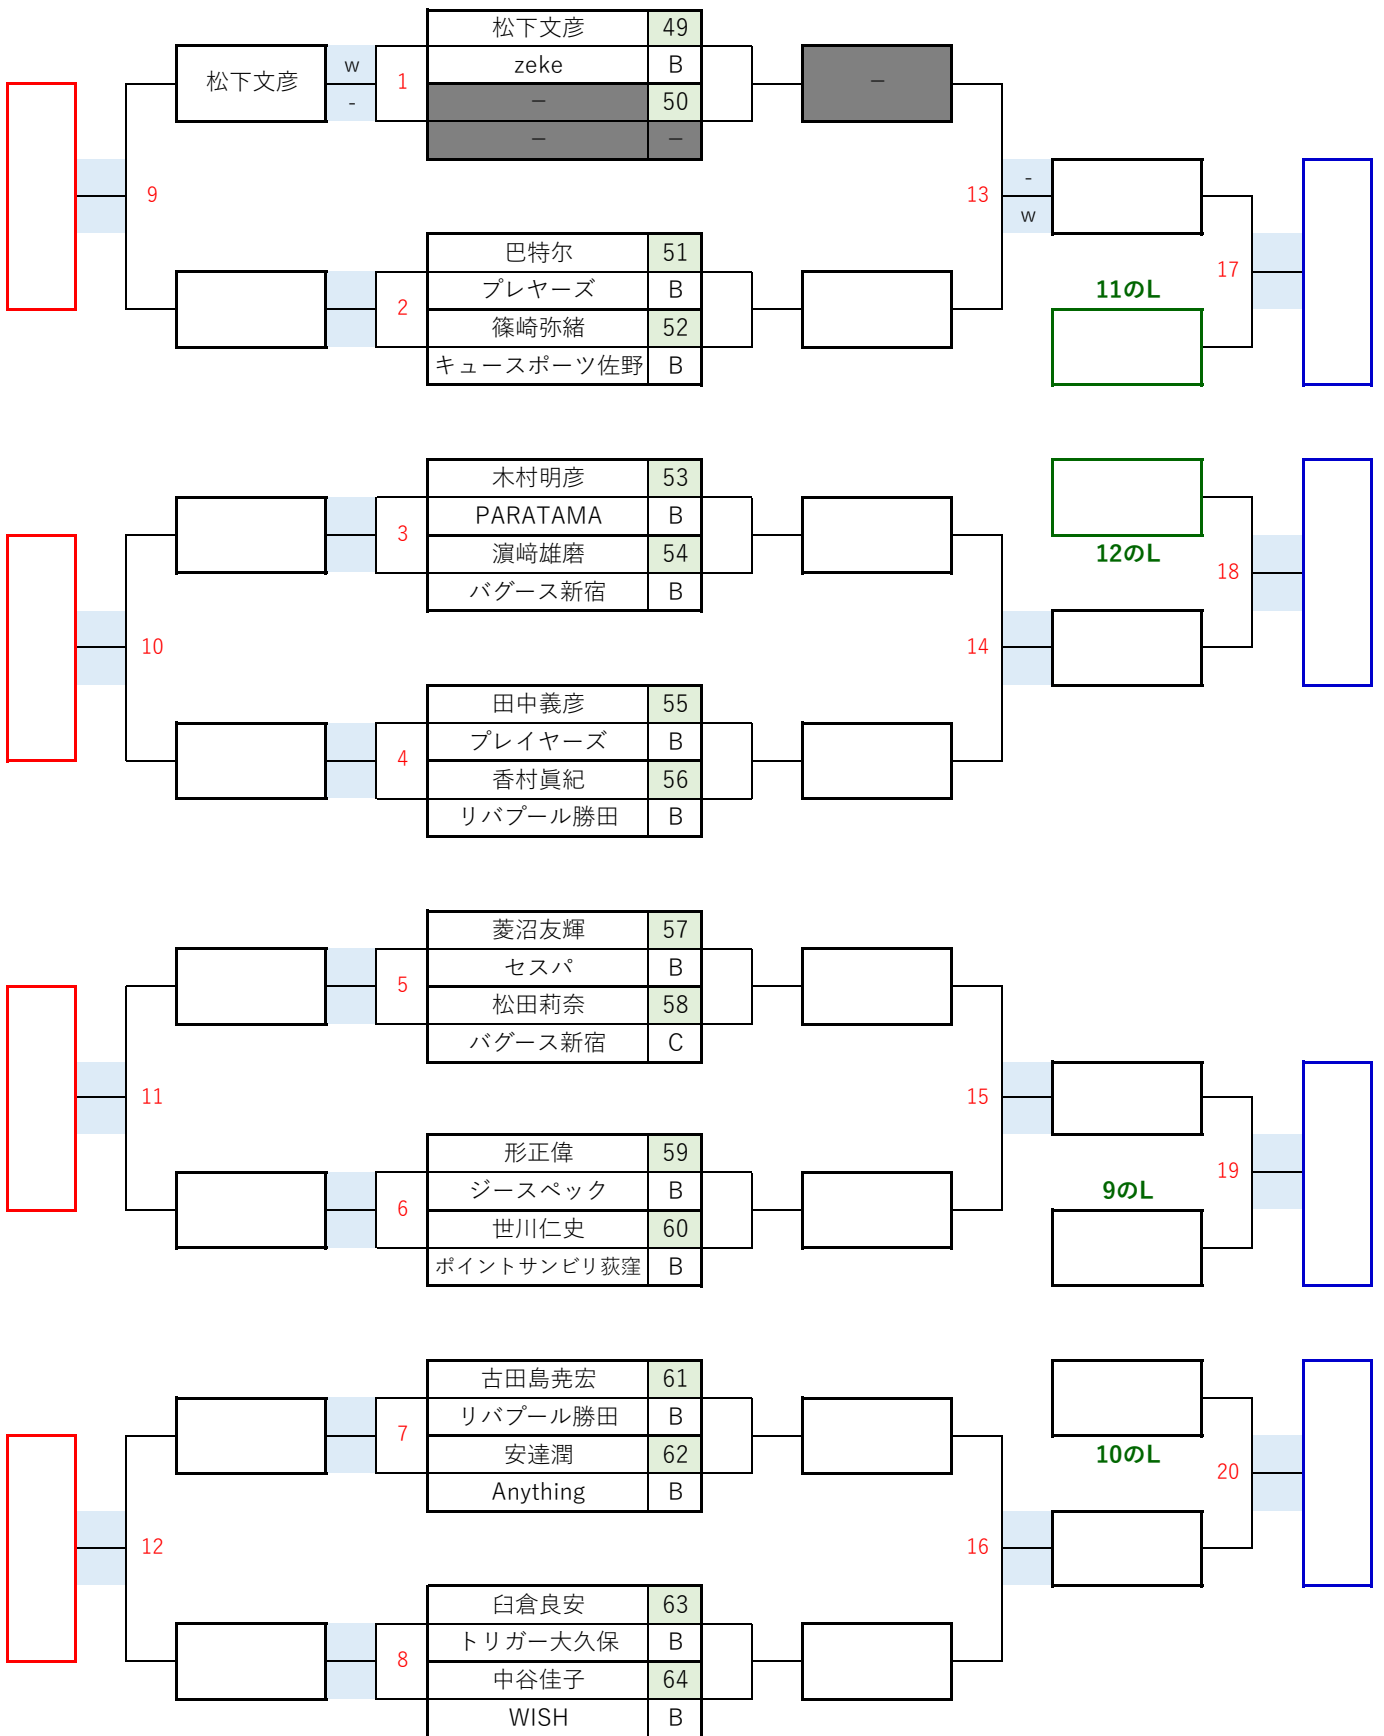 松下文彦 49
松下文彦 w 1 zeke B －
- － 50
－ －
9 13 -
w
巴特尔 51
17
2 プレヤーズ B 11のL
篠崎弥緒 52
キュースポーツ佐野 B
木村明彦 53
3 PARATAMA B
濵﨑雄磨 54 12のL
18
バグース新宿 B
10 14
田中義彦 55
4 プレイヤーズ B
香村眞紀 56
リバプール勝田 B
菱沼友輝 57
5 セスパ B
松田莉奈 58
バグース新宿 C
11 15
形正偉 59
19
6 ジースペック B 9のL
世川仁史 60
ポイントサンビリ荻窪 B
古田島尭宏 61
7 リバプール勝田 B
安達潤 62 10のL
20
Anything B
12 16
臼倉良安 63
8 トリガー大久保 B
中谷佳子 64
WISH B